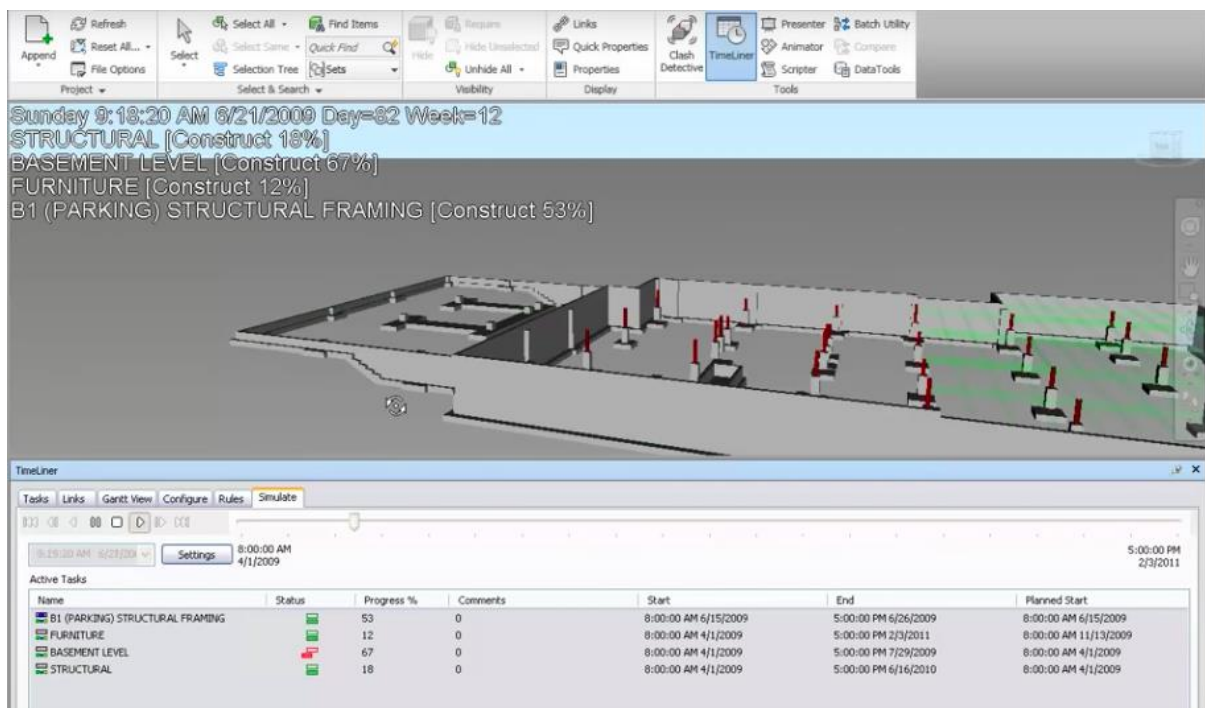 Refresh
Reset All...
File Options
Append
Project
Select
Select All
Select Same
Selection Tree
Find Items
Quick Find
Sets
Select & Search
Hide
Require
Hide Unselected
Unhide All
Visibility
Links
Quick Properties
Properties
Display
Clash
Detective
TimeLiner
Presenter
Animator
Scripter
Batch Utility
Compare
DataTools
Tools
Sunday 9:18:20 AM 6/21/2009 Day=82 Week=12
STRUCTURAL [Construct 18%]
BASEMENT LEVEL [Construct 67%]
FURNITURE [Construct 12%]
B1 (PARKING) STRUCTURAL FRAMING [Construct 53%]
TimeLiner
Tasks Links Gantt View Configure Rules Simulate
Settings
8:00:00 AM
4/1/2009
5:00:00 PM
2/3/2011
Active Tasks
Name Status Progress % Comments Start End Planned Start
B1 (PARKING) STRUCTURAL FRAMING 53 0 8:00:00 AM 6/15/2009 5:00:00 PM 6/26/2009 8:00:00 AM 6/15/2009
FURNITURE 12 0 8:00:00 AM 4/1/2009 5:00:00 PM 2/3/2011 8:00:00 AM 11/13/2009
BASEMENT LEVEL 67 0 8:00:00 AM 4/1/2009 5:00:00 PM 7/29/2009 8:00:00 AM 4/1/2009
STRUCTURAL 18 0 8:00:00 AM 4/1/2009 5:00:00 PM 6/16/2010 8:00:00 AM 4/1/2009